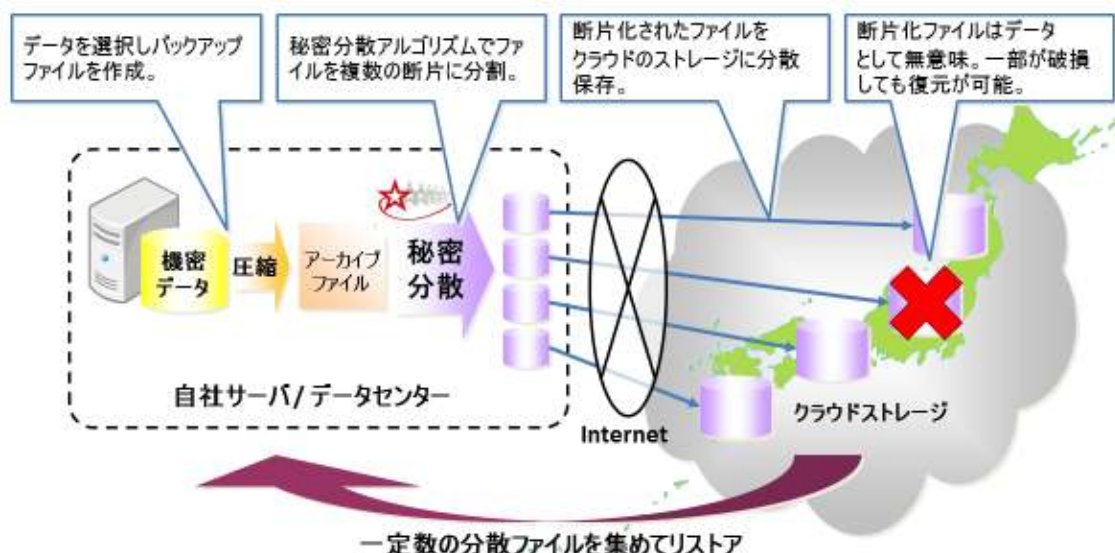 データを選択しバックアップ
ファイルを作成。
秘密分散アルゴリズムでファ
イルを複数の断片に分割。
断片化されたファイルを
クラウドのストレージに分散
保存。
断片化ファイルはデータ
として無意味。一部が破損
しても復元が可能。
機密
データ
圧縮
アーカイブ
ファイル
秘密
分散
自社サーバ/データセンター
Internet
クラウドストレージ
一定数の分散ファイルを集めてリストア